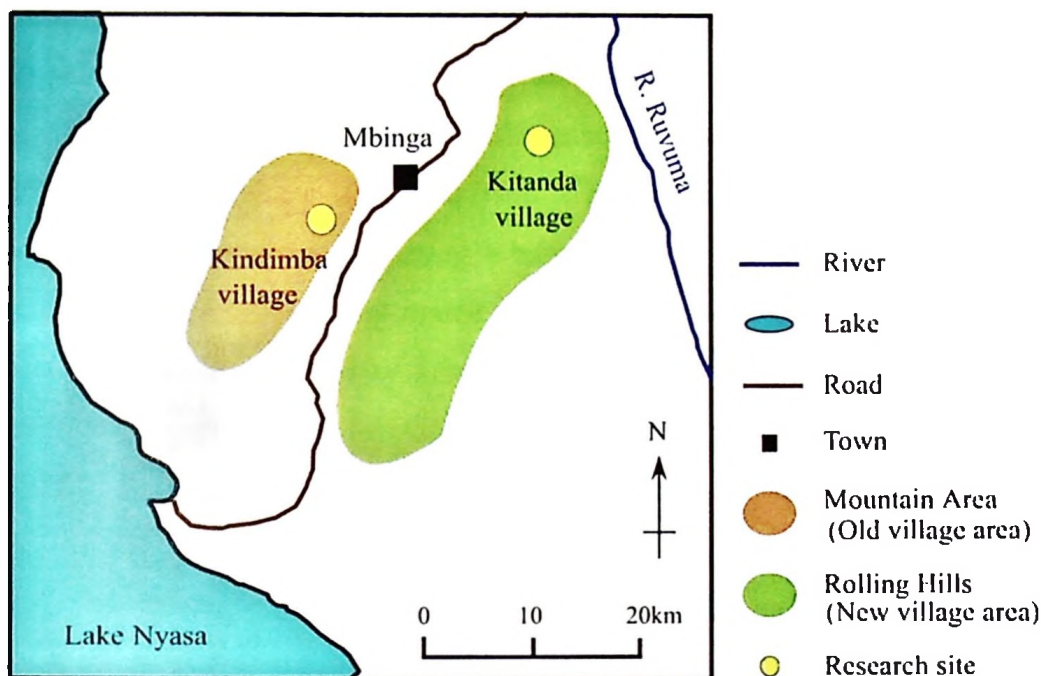 Mbinga
Kitanda
village
Kindimba
village
R. Ruvuma
Lake Nyasa
N
0 10 20km
River
Lake
Road
Town
Mountain Area
(Old village area)
Rolling Hills
(New village area)
Research site